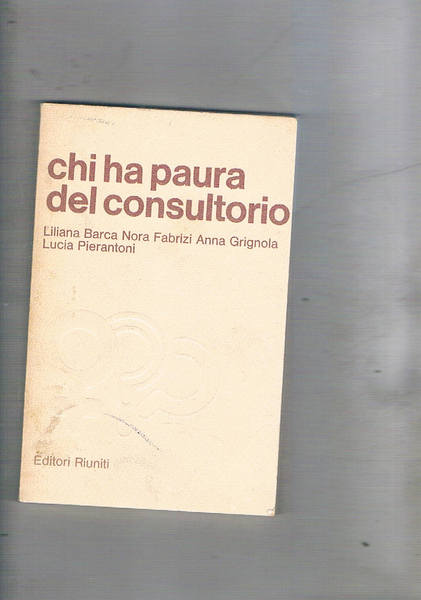 chi ha paura
del consultorio
Liliana Barca Nora Fabrizi Anna Grignola
Lucia Pierantoni
Editori Riuniti